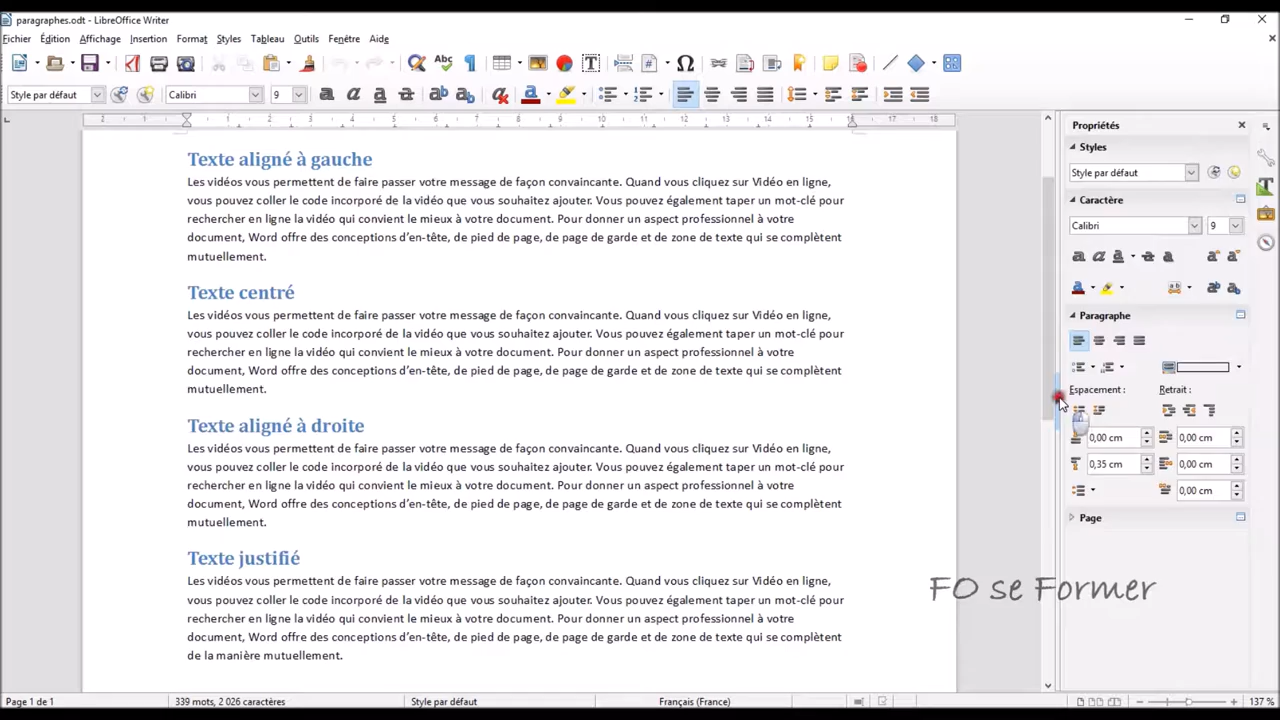 paragraphes.odt - LibreOffice Writer
Fichier Édition Affichage Insertion Format Styles Tableau Outils Fenêtre Aide
Style par défaut Calibri 9
2 1 1 2 3 4 5 6 7 8 9 10 11 12 13 14 15 16 17 18
Texte aligné à gauche
Les vidéos vous permettent de faire passer votre message de façon convaincante. Quand vous cliquez sur Vidéo en ligne,
vous pouvez coller le code incorporé de la vidéo que vous souhaitez ajouter. Vous pouvez également taper un mot-clé pour
rechercher en ligne la vidéo qui convient le mieux à votre document. Pour donner un aspect professionnel à votre
document, Word offre des conceptions d’en-tête, de pied de page, de page de garde et de zone de texte qui se complètent
mutuellement.
Texte centré
Les vidéos vous permettent de faire passer votre message de façon convaincante. Quand vous cliquez sur Vidéo en ligne,
vous pouvez coller le code incorporé de la vidéo que vous souhaitez ajouter. Vous pouvez également taper un mot-clé pour
rechercher en ligne la vidéo qui convient le mieux à votre document. Pour donner un aspect professionnel à votre
document, Word offre des conceptions d’en-tête, de pied de page, de page de garde et de zone de texte qui se complètent
mutuellement.
Texte aligné à droite
Les vidéos vous permettent de faire passer votre message de façon convaincante. Quand vous cliquez sur Vidéo en ligne,
vous pouvez coller le code incorporé de la vidéo que vous souhaitez ajouter. Vous pouvez également taper un mot-clé pour
rechercher en ligne la vidéo qui convient le mieux à votre document. Pour donner un aspect professionnel à votre
document, Word offre des conceptions d’en-tête, de pied de page, de page de garde et de zone de texte qui se complètent
mutuellement.
Texte justifié
Les vidéos vous permettent de faire passer votre message de façon convaincante. Quand vous cliquez sur Vidéo en ligne,
vous pouvez coller le code incorporé de la vidéo que vous souhaitez ajouter. Vous pouvez également taper un mot-clé pour
rechercher en ligne la vidéo qui convient le mieux à votre document. Pour donner un aspect professionnel à votre
document, Word offre des conceptions d’en-tête, de pied de page, de page de garde et de zone de texte qui se complètent
de la manière mutuellement.
Propriétés
Styles
Style par défaut
Caractère
Calibri 9
Paragraphe
Espacement : Retrait :
0,00 cm 0,00 cm
0,35 cm 0,00 cm
0,00 cm
Page
FO se Former
Page 1 de 1 339 mots, 2 026 caractères Style par défaut Français (France) 137 %